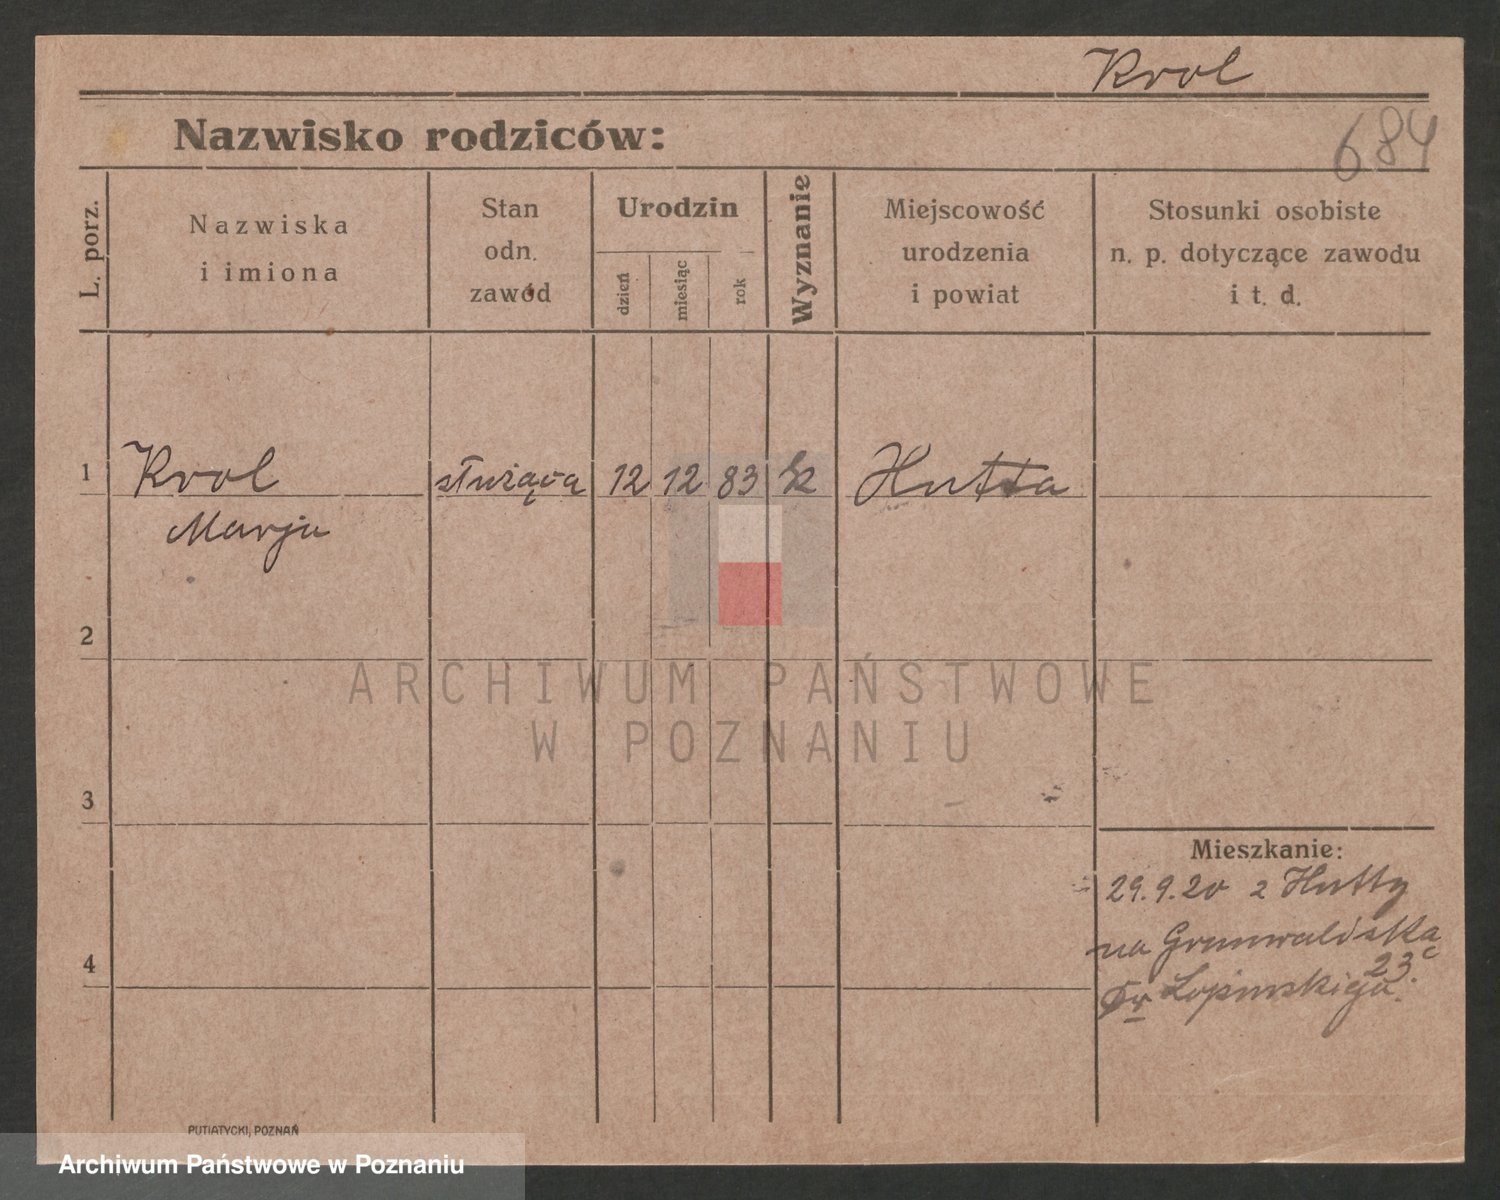 Krol
Nazwisko rodziców:
684
L. porz.
Nazwiska
i imiona
Stan
odn.
zawód
Urodzin
dzień
miesiąc
rok
Wyznanie
Miejscowość
urodzenia
i powiat
Stosunki osobiste
n. p. dotyczące zawodu
i t. d.
1
Krol
służąca
12
12
83
k
Hutta
Marja
2
ARCHIWUM PAŃSTWOWE
W POZNANIU
3
Mieszkanie:
29.9.20 z Hutty
na Grunwaldzka
23c
4
PUTIATYCKI, POZNAŃ
Archiwum Państwowe w Poznaniu